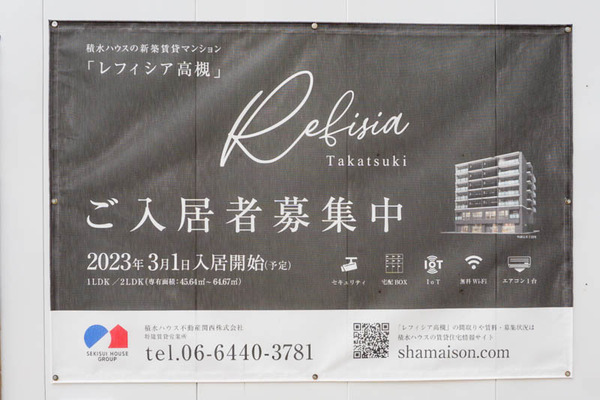 積水ハウスの新築賃貸マンション
「レフィシア高槻」
Refisia
Takatsuki
ご入居者募集中
2023年3月1日入居開始(予定)
1LDK／2LDK(専有面積：45.64㎡～64.67㎡)
セキュリティ
宅配BOX
IoT
IoT
無料Wi-Fi
エアコン1台
SEKISUI HOUSE
GROUP
積水ハウス不動産関西株式会社
tel.06-6440-3781
「レフィシア高槻」の間取りや賃料・募集状況は
積水ハウスの賃貸住宅情報サイト
shamaison.com